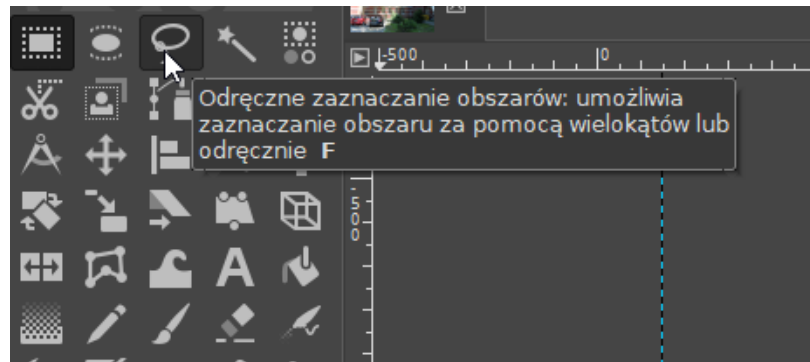 -500
0
Odręczne zaznaczanie obszarów: umożliwia
zaznaczanie obszaru za pomocą wielokątów lub
odręcznie F
-500